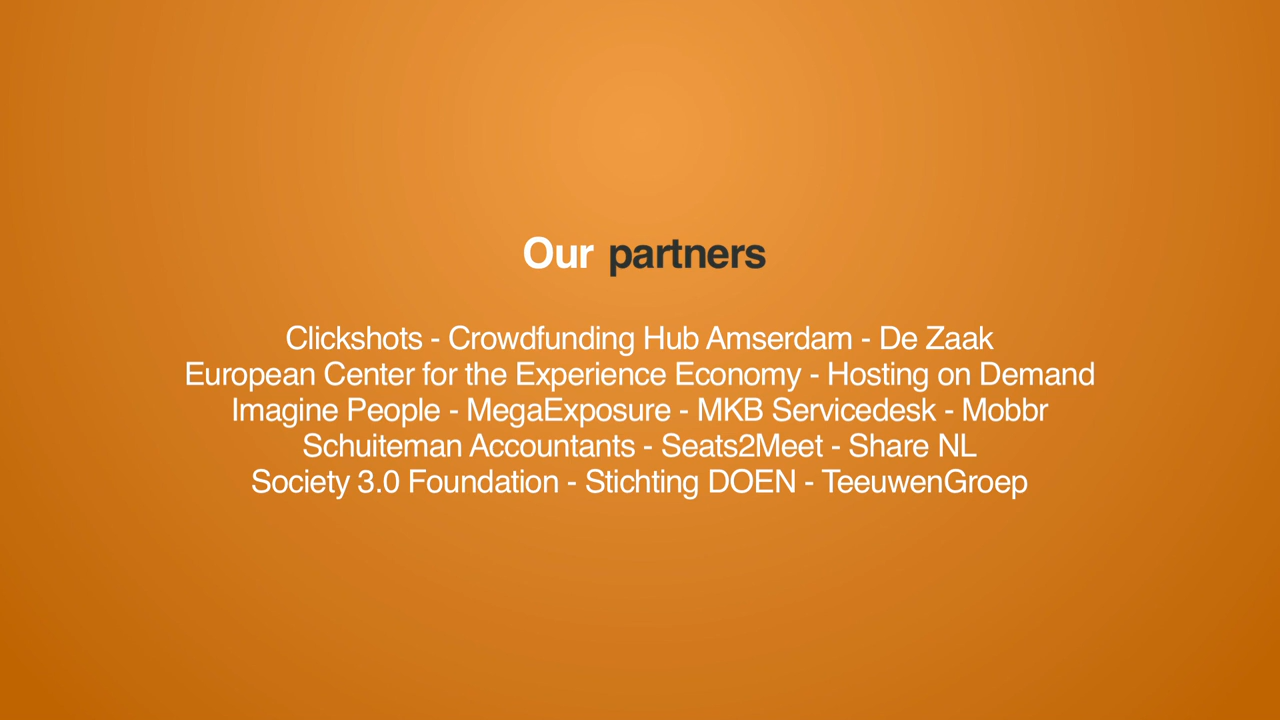 Our partners
Clickshots - Crowdfunding Hub Amserdam - De Zaak
European Center for the Experience Economy - Hosting on Demand
Imagine People - MegaExposure - MKB Servicedesk - Mobbr
Schuiteman Accountants - Seats2Meet - Share NL
Society 3.0 Foundation - Stichting DOEN - TeeuwenGroep